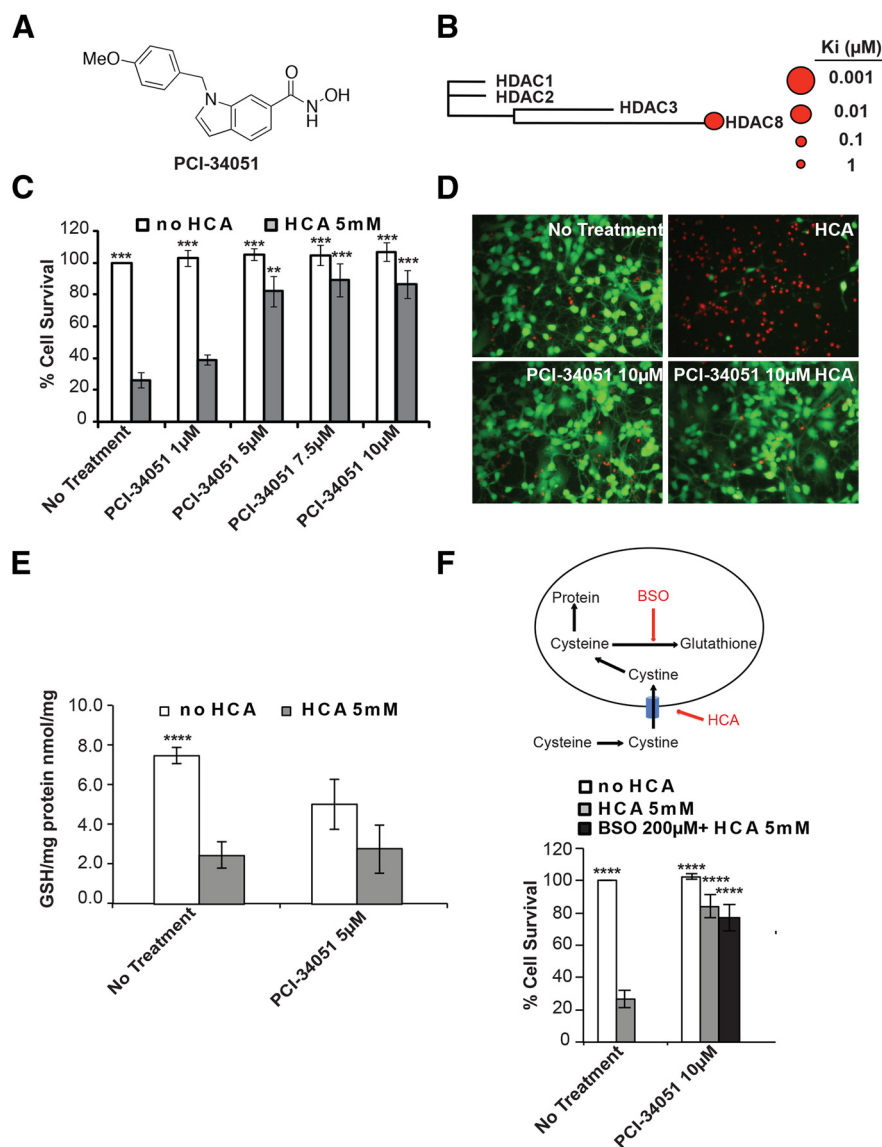 A
MeO
N
O
N
H
OH
PCI-34051
B
HDAC1
HDAC2
HDAC3
HDAC8
Ki (µM)
0.001
0.01
0.1
1
C
no HCA
HCA 5mM
% Cell Survival
120
100
80
60
40
20
0
***
***
***
**
***
***
***
***
No Treatment
PCI-34051 1µM
PCI-34051 5µM
PCI-34051 7.5µM
PCI-34051 10µM
D
No Treatment
HCA
PCI-34051 10µM
PCI-34051 10µM HCA
E
GSH/mg protein nmol/mg
no HCA
HCA 5mM
10.0
8.0
6.0
4.0
2.0
0.0
****
No Treatment
PCI-34051 5µM
F
Protein
BSO
Cysteine
Glutathione
Cystine
HCA
Cysteine
Cystine
no HCA
HCA 5mM
BSO 200µM+ HCA 5mM
% Cell Survival
120
100
80
60
40
20
0
****
****
****
****
No Treatment
PCI-34051 10µM